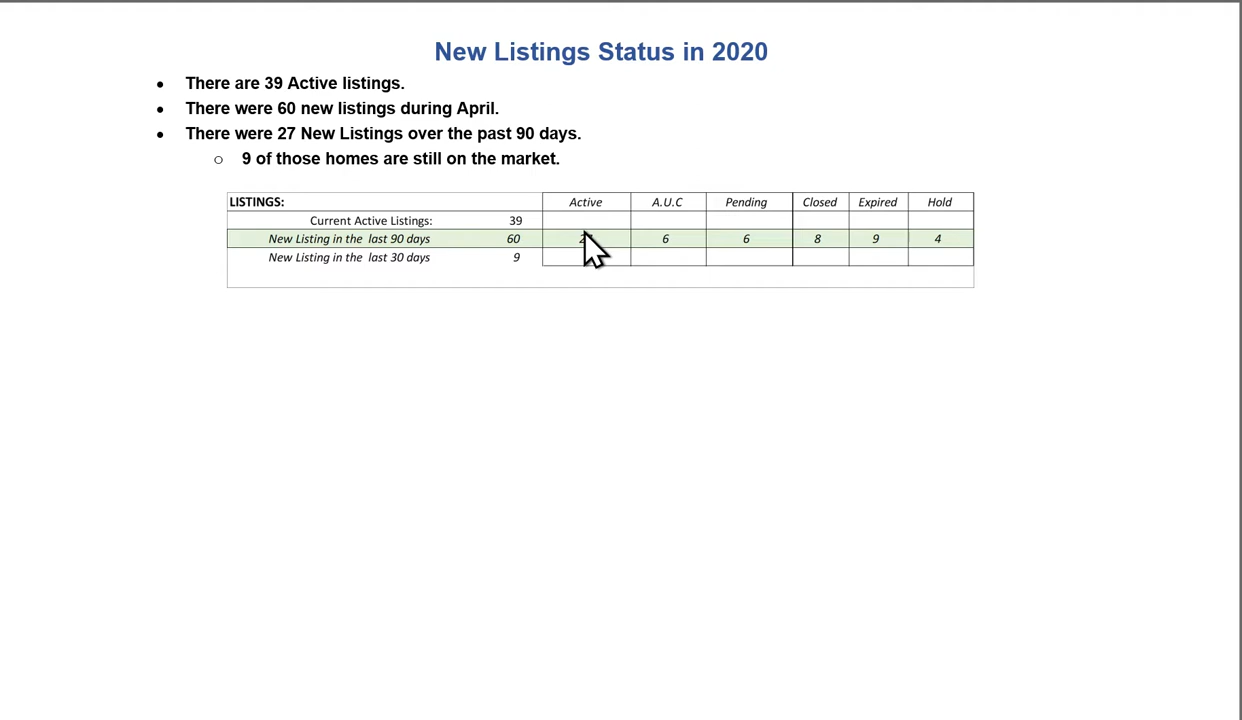 New Listings Status in 2020
• There are 39 Active listings.
• There were 60 new listings during April.
• There were 27 New Listings over the past 90 days.
○ 9 of those homes are still on the market.
LISTINGS: Active A.U.C Pending Closed Expired Hold
Current Active Listings: 39
New Listing in the last 90 days 60 6 6 8 9 4
New Listing in the last 30 days 9